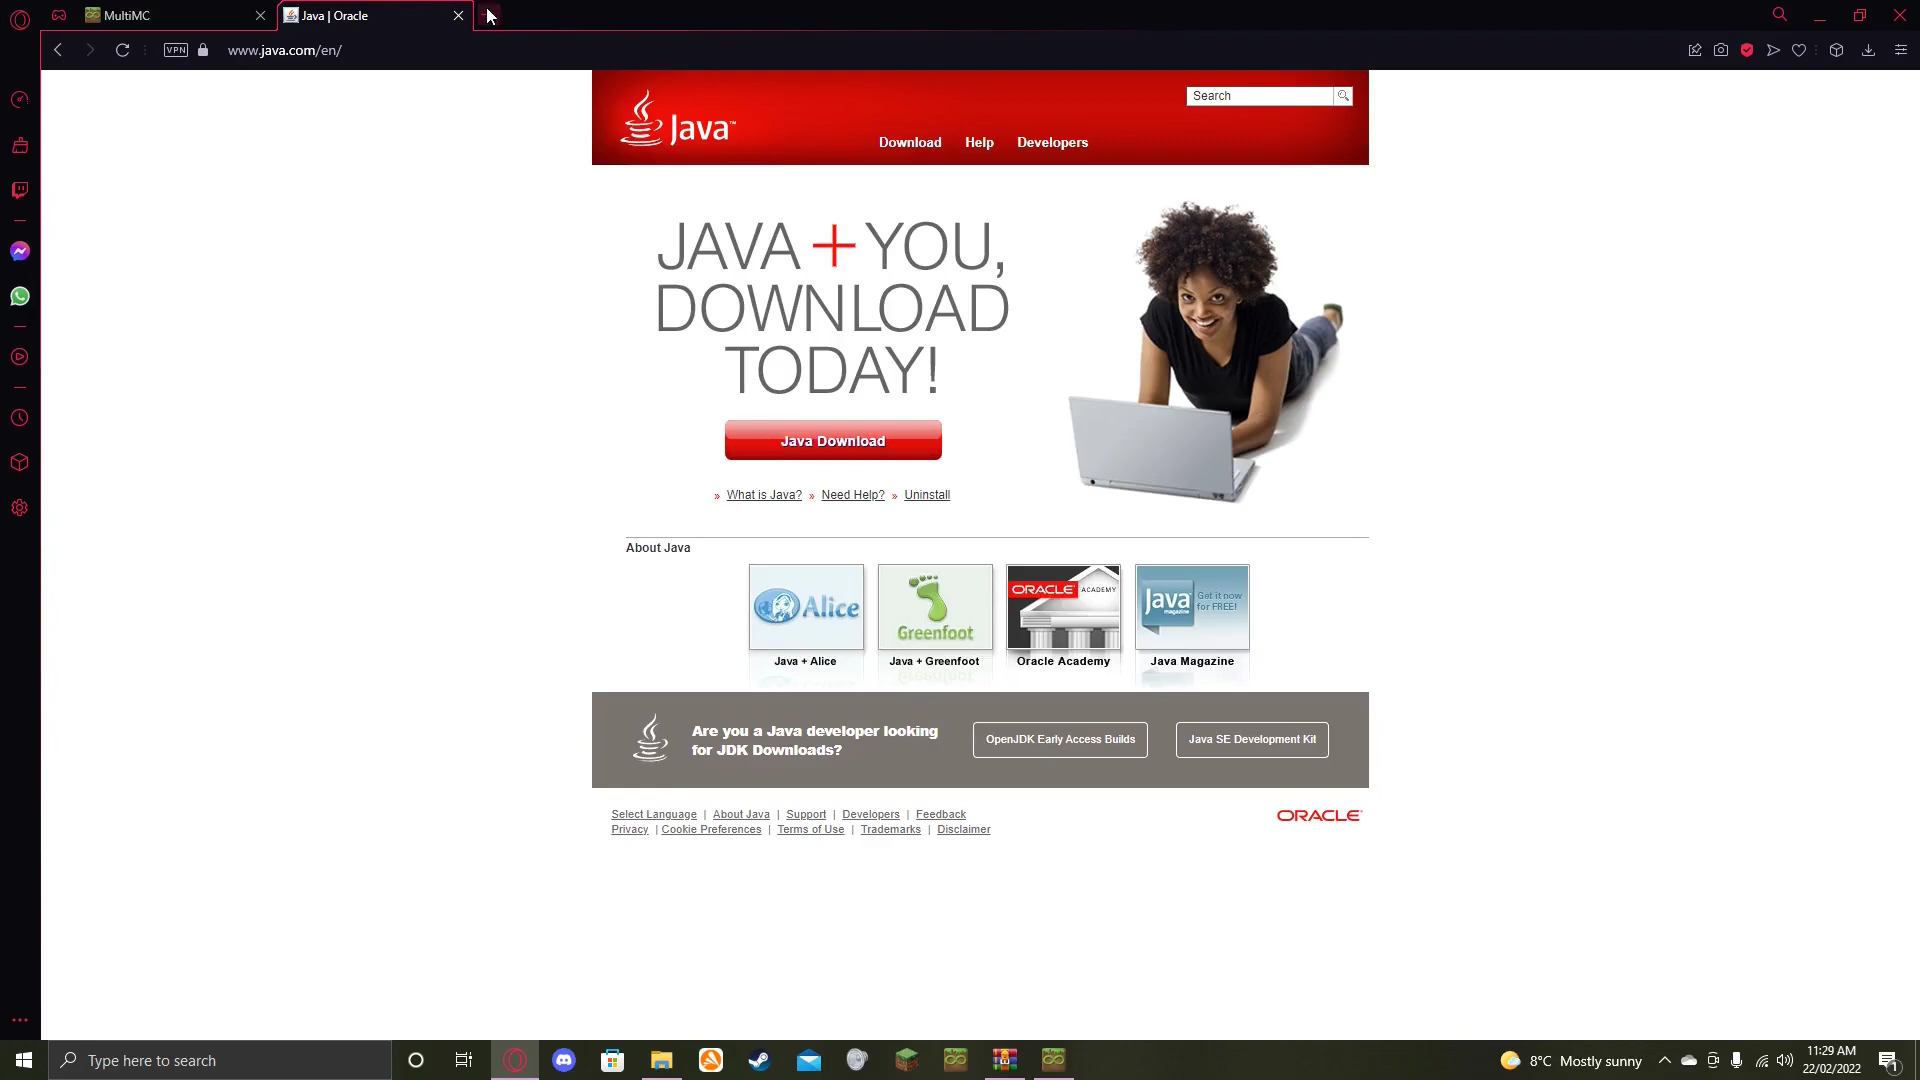 MultiMC
Java | Oracle
VPN
www.java.com/en/
Java™
Search
Download Help Developers
JAVA + YOU,
DOWNLOAD
TODAY!
Java Download
» What is Java? » Need Help? » Uninstall
About Java
Alice
Greenfoot
ORACLE ACADEMY
Java magazine
Get it now
for FREE!
Java + Alice
Java + Greenfoot
Oracle Academy
Java Magazine
Are you a Java developer looking
for JDK Downloads?
OpenJDK Early Access Builds
Java SE Development Kit
Select Language | About Java | Support | Developers | Feedback
Privacy | Cookie Preferences | Terms of Use | Trademarks | Disclaimer
ORACLE
Type here to search
8°C Mostly sunny
11:29 AM
22/02/2022
1